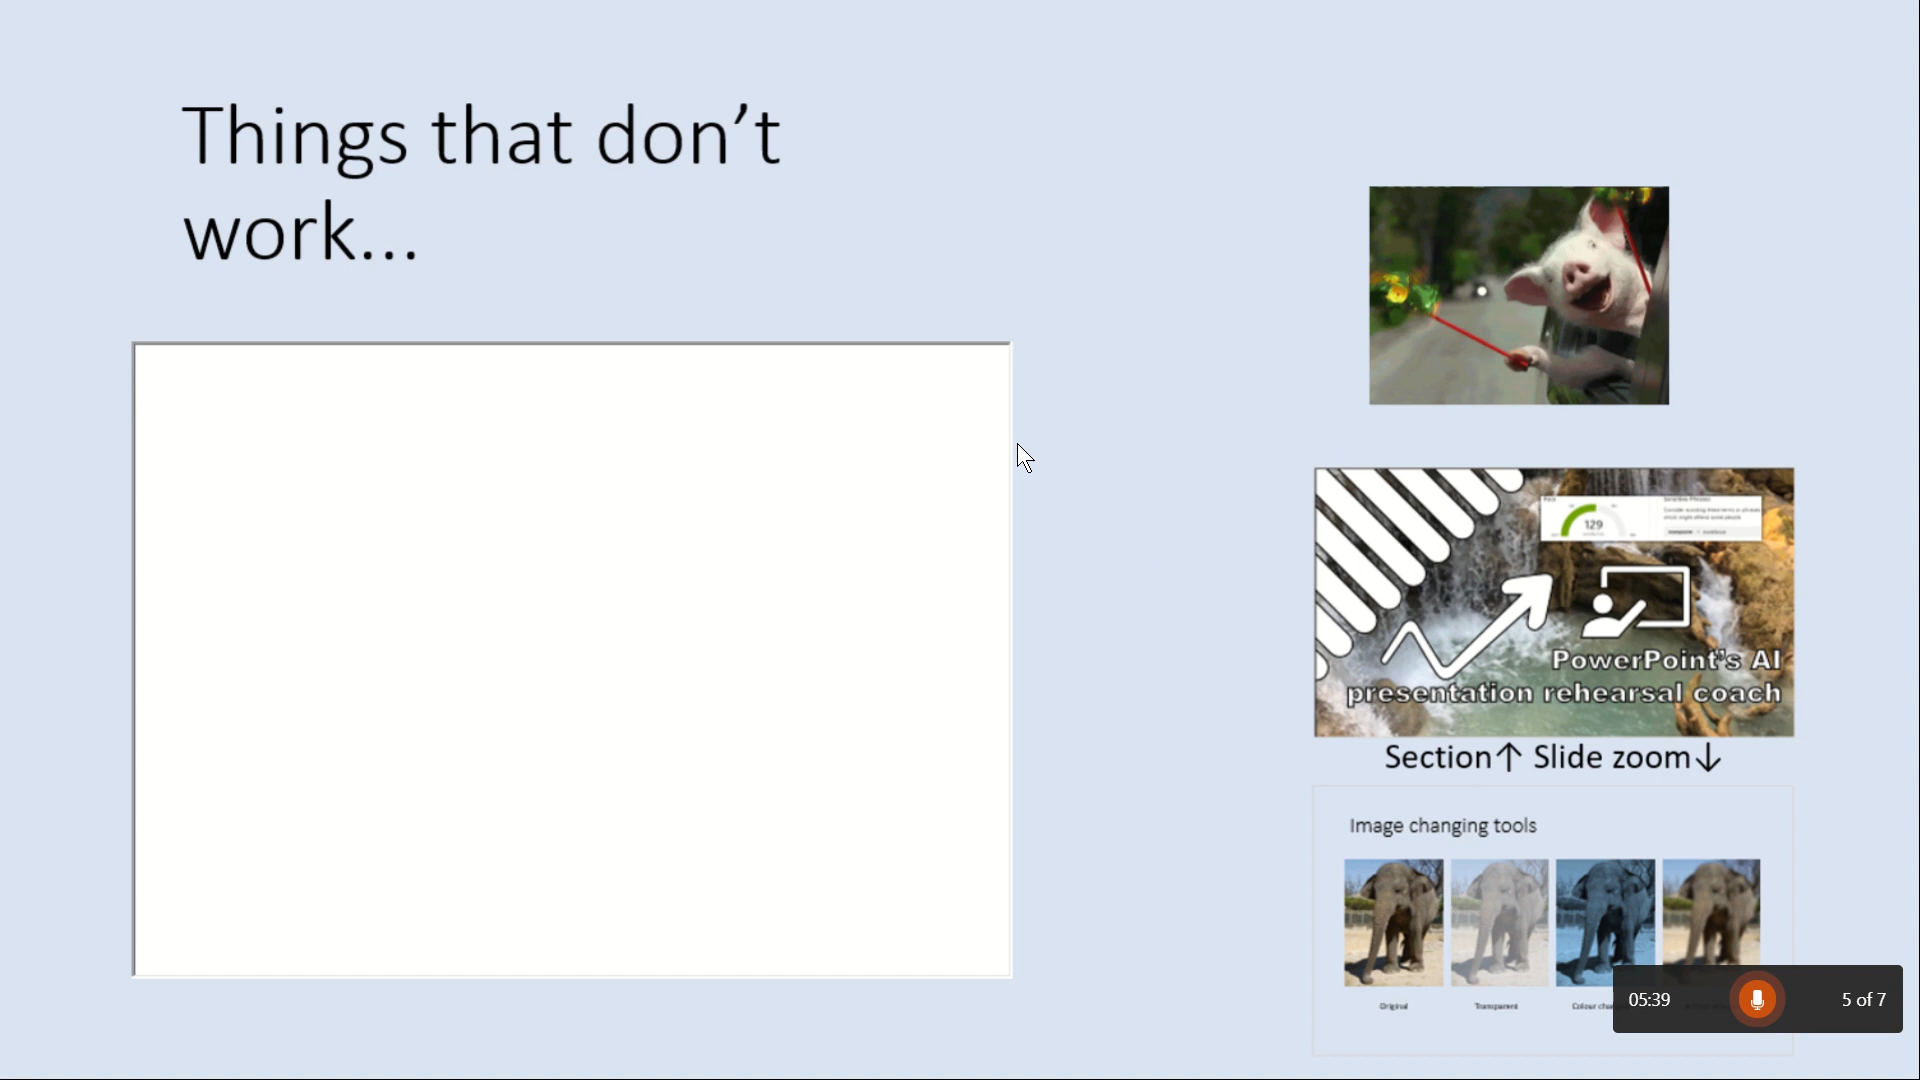 Things that don’t
work...
129
PowerPoint's AI
presentation rehearsal coach
Section↑ Slide zoom↓
Image changing tools
Original
Transparent
Colour
05:39
5 of 7